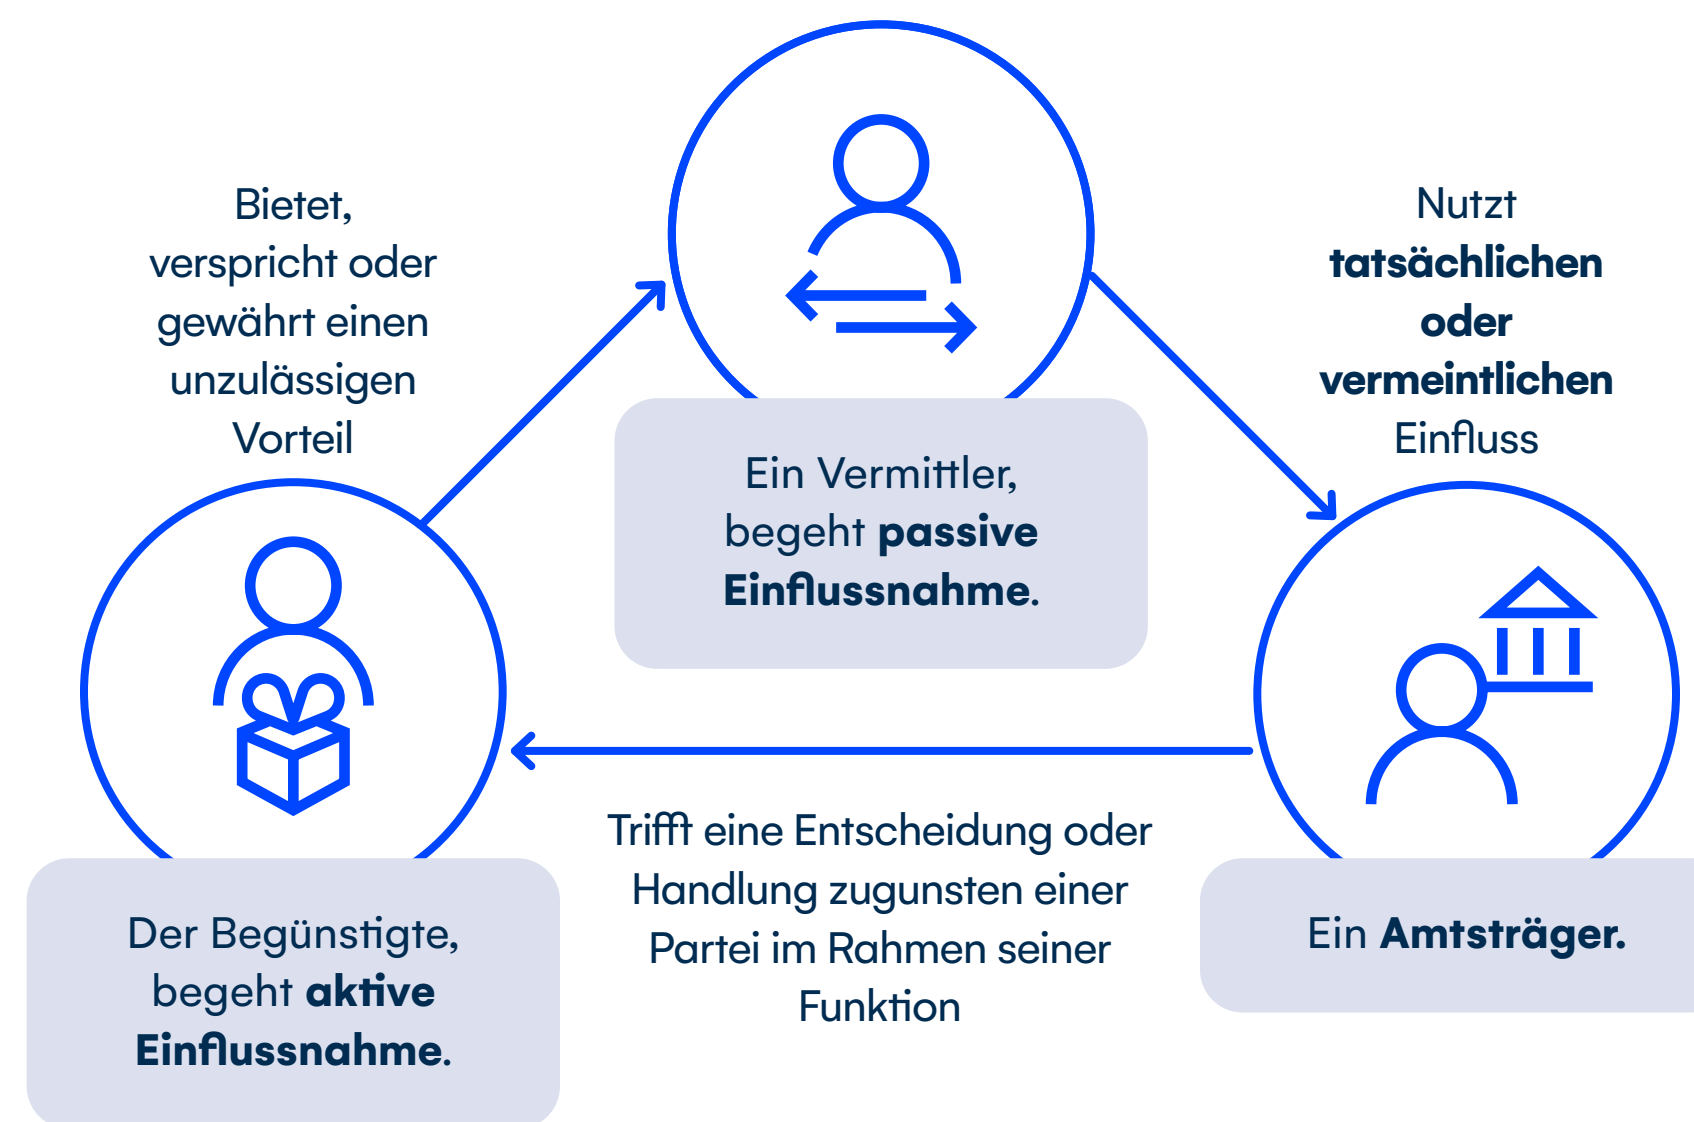 Bietet,
verspricht oder
gewährt einen
unzulässigen
Vorteil
Nutzt
tatsächlichen
oder
vermeintlichen
Einfluss
Ein Vermittler,
begeht passive
Einflussnahme.
Trifft eine Entscheidung oder
Handlung zugunsten einer
Partei im Rahmen seiner
Funktion
Der Begünstigte,
begeht aktive
Einflussnahme.
Ein Amtsträger.